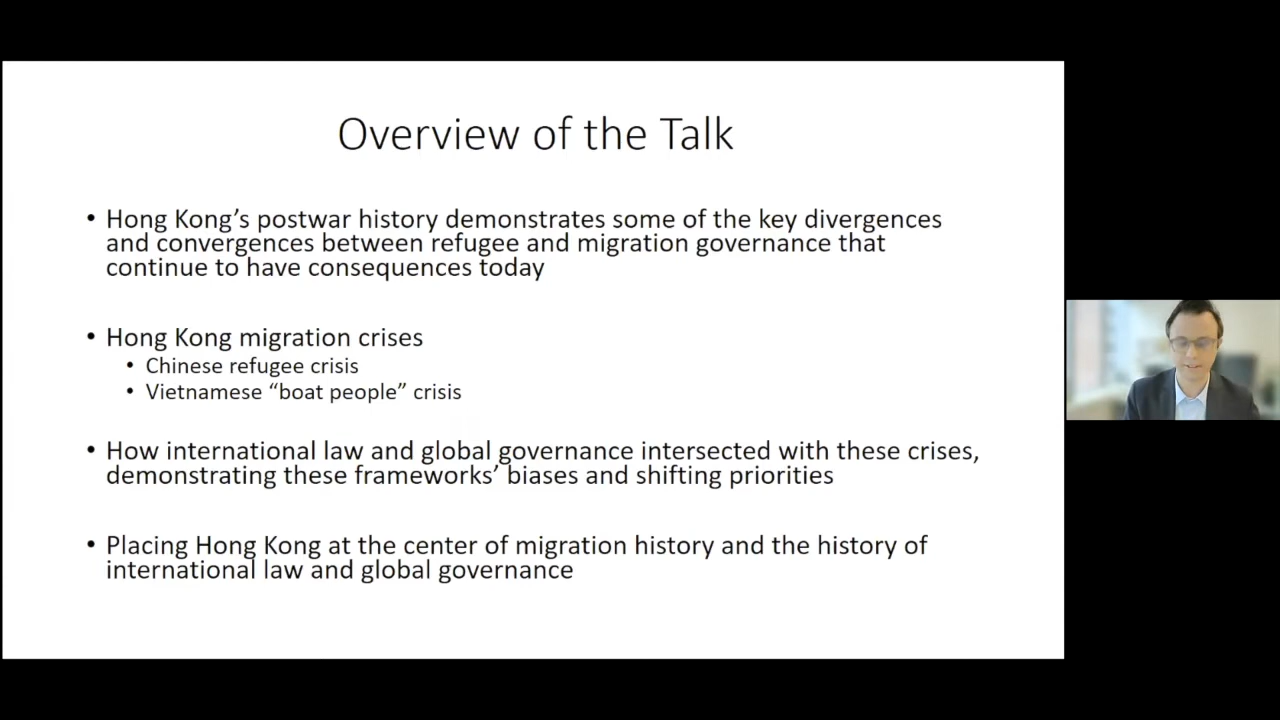 Overview of the Talk
• Hong Kong’s postwar history demonstrates some of the key divergences
and convergences between refugee and migration governance that
continue to have consequences today
• Hong Kong migration crises
• Chinese refugee crisis
• Vietnamese “boat people” crisis
• How international law and global governance intersected with these crises,
demonstrating these frameworks’ biases and shifting priorities
• Placing Hong Kong at the center of migration history and the history of
international law and global governance